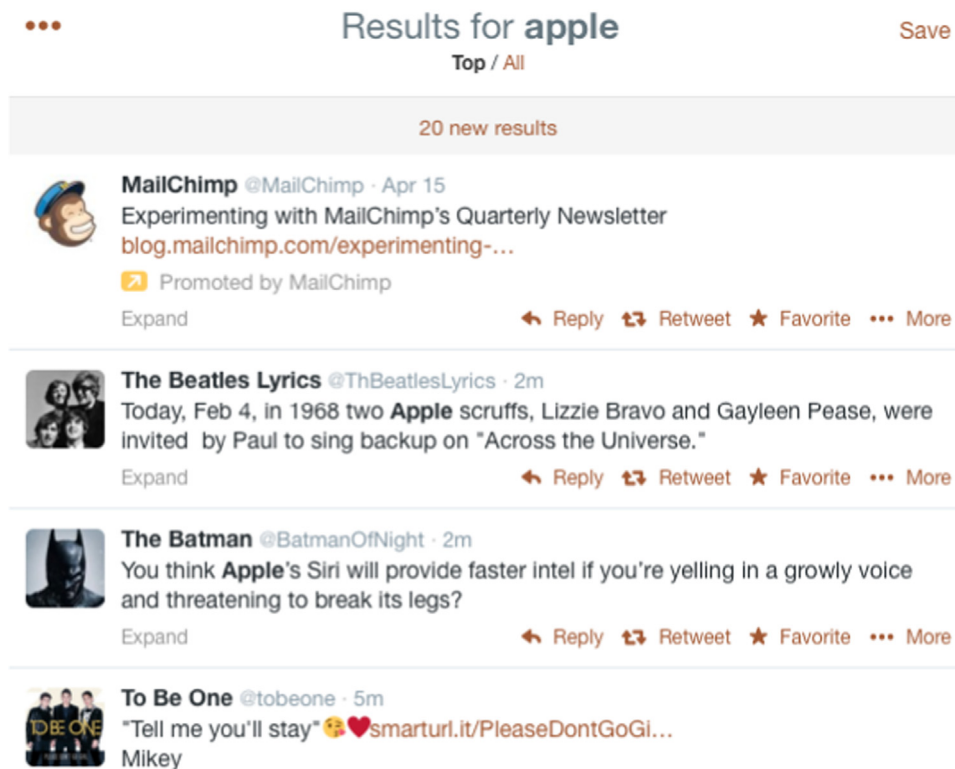 ••• Results for apple Save
Top / All
20 new results
MailChimp @MailChimp · Apr 15
Experimenting with MailChimp's Quarterly Newsletter
blog.mailchimp.com/experimenting-...
Promoted by MailChimp
Expand Reply Retweet Favorite ••• More
The Beatles Lyrics @ThBeatlesLyrics · 2m
Today, Feb 4, in 1968 two Apple scruffs, Lizzie Bravo and Gayleen Pease, were
invited by Paul to sing backup on "Across the Universe."
Expand Reply Retweet Favorite ••• More
The Batman @BatmanOfNight · 2m
You think Apple's Siri will provide faster intel if you're yelling in a growly voice
and threatening to break its legs?
Expand Reply Retweet Favorite ••• More
To Be One @tobeone · 5m
TO BE ONE
"Tell me you'll stay"😘❤smarturl.it/PleaseDontGoGi...
Mikey